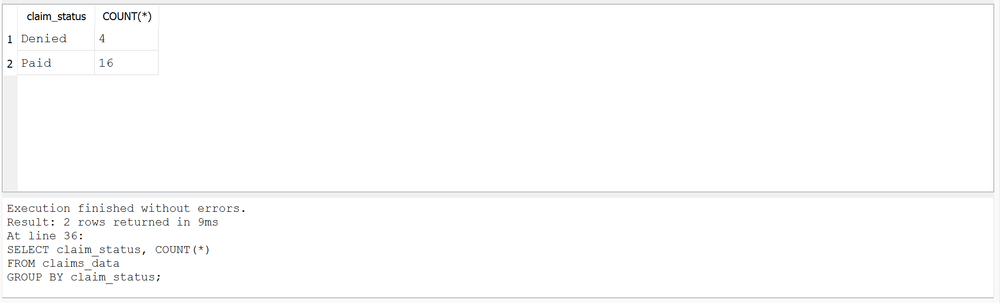 claim_status COUNT(*)
1 Denied 4
2 Paid 16
Execution finished without errors.
Result: 2 rows returned in 9ms
At line 36:
SELECT claim_status, COUNT(*)
FROM claims_data
GROUP BY claim_status;